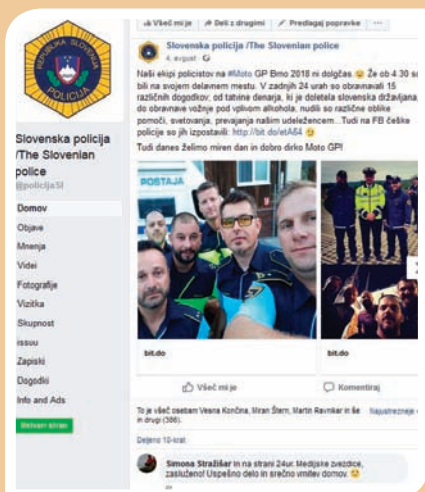 Všeč mi je Deli z drugimi Predlagaj popravke ...
REPUBLIKA SLOVENIJA
POLICIJA
Slovenska policija
/The Slovenian
police
@policijaSI
Domov
Objave
Mnenja
Videi
Fotografije
Vizitka
Skupnost
issuu
Zapiski
Dogodki
Info and Ads
Slovenska policija /The Slovenian police
4. avgust
Naši ekipi policistov na #Moto GP Brno 2018 ni dolgčas. Že ob 4.30 so
bili na svojem delavnem mestu. V zadnjih 24 urah so obravnavali 15
različnih dogodkov; od tatvine denarja, ki je doletela slovenska državljana,
do obravnave vožnje pod vplivom alkohola, nudili so različne oblike
pomoči, svetovanja, prevajanja našim udeležencem...Tudi na FB češke
policije so jih izpostavili: http://bit.do/etA54
Tudi danes želimo miren dan in dobro dirko Moto GP!
POSTAJA
bit.do
bit.do
Všeč mi je
Komentiraj
To je všeč osebam Vesna Končina, Miran Štern, Martin Ravnikar in še
in drugi (386).
Najustrezneje
Deljeno 10-krat
Simona Stražišar In na strani 24ur. Medijske zvezdice,
zasluženo! Uspešno delo in srečno vrnitev domov.